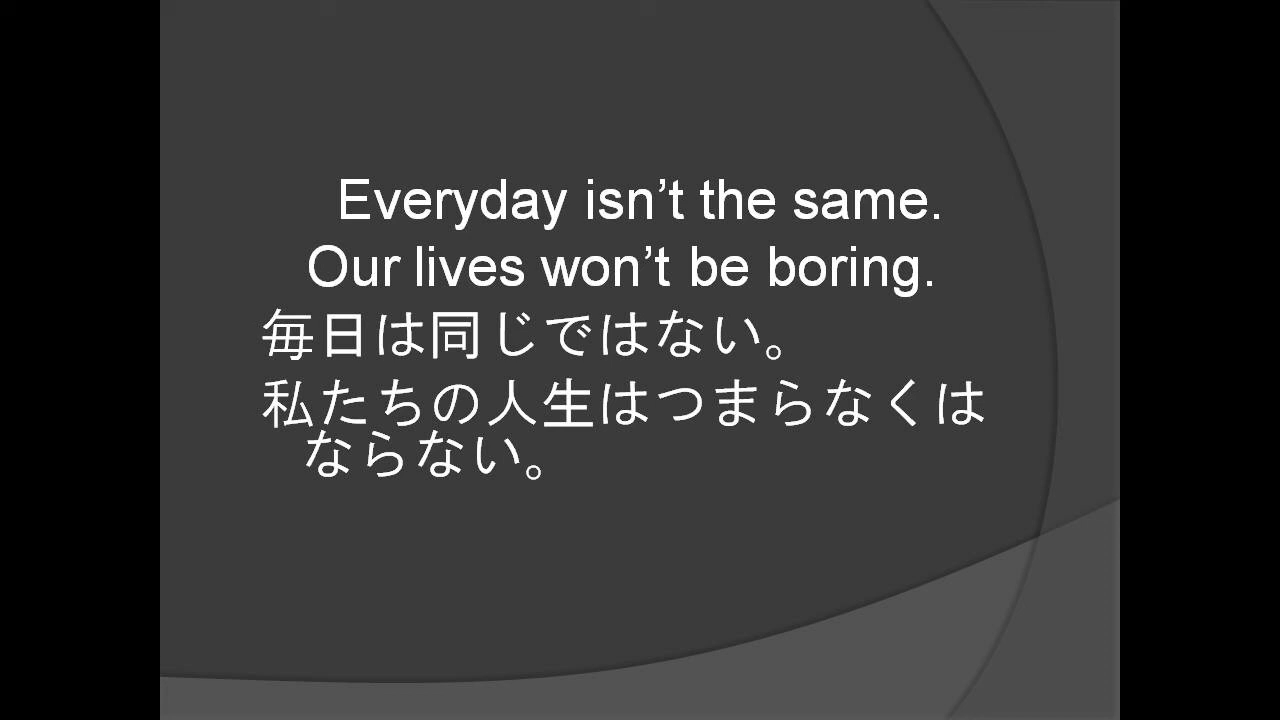 Everyday isn’t the same.
Our lives won’t be boring.
毎日は同じではない。
私たちの人生はつまらなくは
ならない。